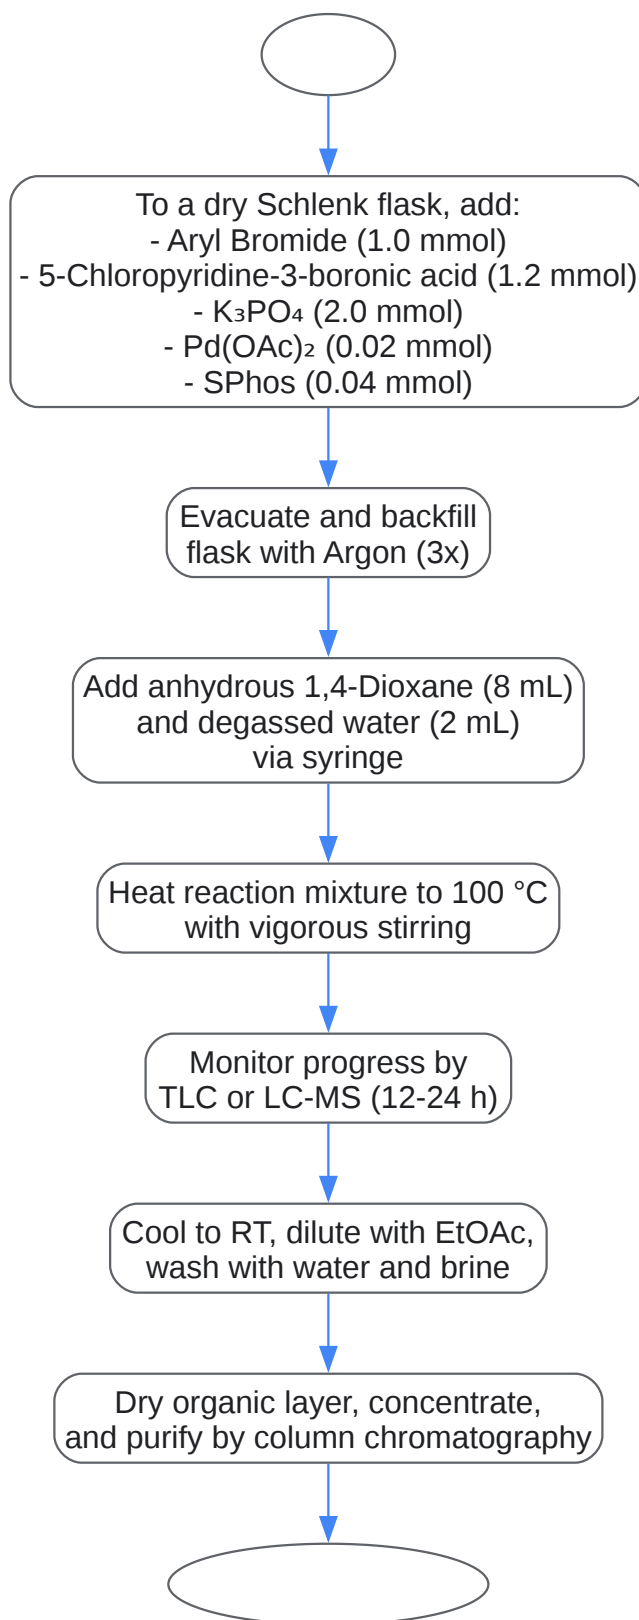 To a dry Schlenk flask, add:
- Aryl Bromide (1.0 mmol)
- 5-Chloropyridine-3-boronic acid (1.2 mmol)
- K₃PO₄ (2.0 mmol)
- Pd(OAc)₂ (0.02 mmol)
- SPhos (0.04 mmol)
Evacuate and backfill
flask with Argon (3x)
Add anhydrous 1,4-Dioxane (8 mL)
and degassed water (2 mL)
via syringe
Heat reaction mixture to 100 °C
with vigorous stirring
Monitor progress by
TLC or LC-MS (12-24 h)
Cool to RT, dilute with EtOAc,
wash with water and brine
Dry organic layer, concentrate,
and purify by column chromatography